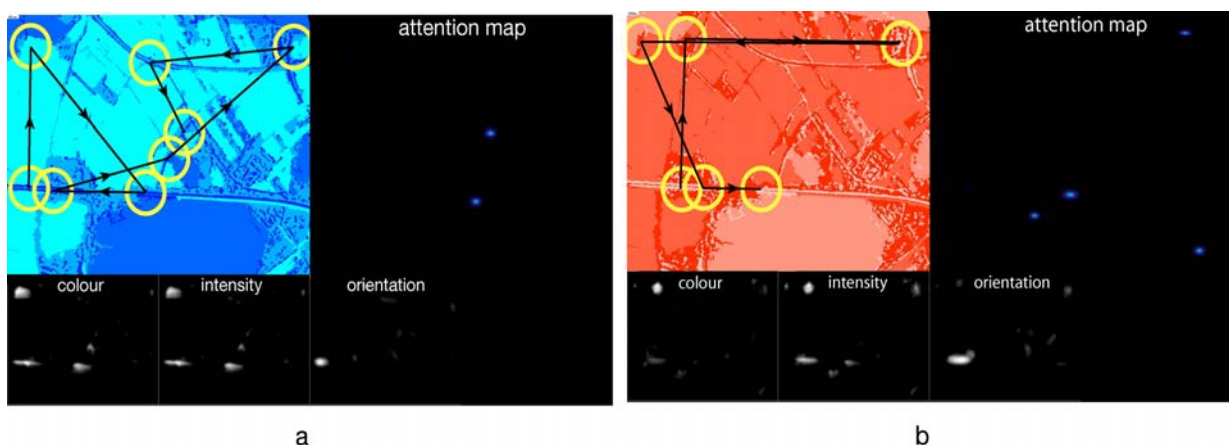 attention map
colour
intensity
orientation
a
attention map
colour
intensity
orientation
b